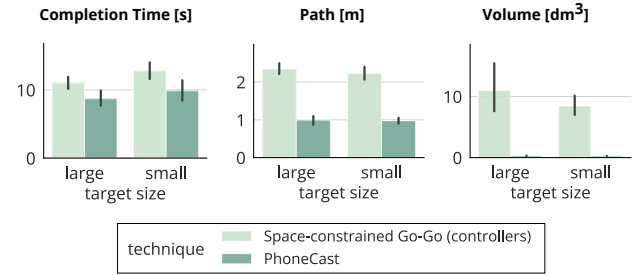 Completion Time [s]
Path [m]
Volume [dm3]
10
0
large
small
target size
2
1
0
large
small
target size
10
0
large
small
target size
technique
Space-constrained Go-Go (controllers)
PhoneCast